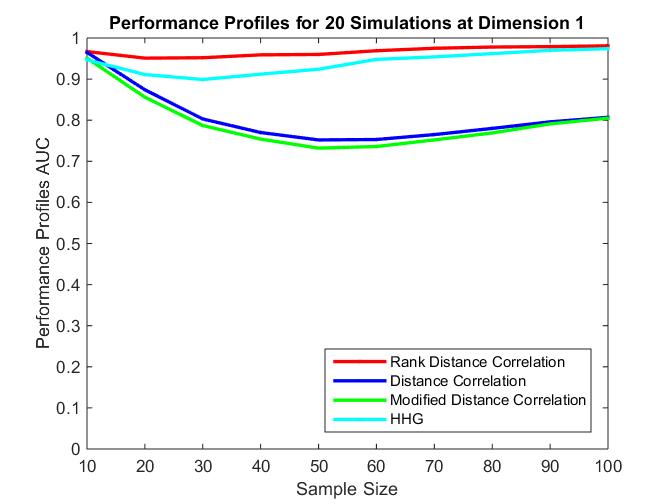 Performance Profiles for 20 Simulations at Dimension 1
Performance Profiles AUC
1
0.9
0.8
0.7
0.6
0.5
0.4
0.3
0.2
0.1
0
Rank Distance Correlation
Distance Correlation
Modified Distance Correlation
HHG
10 20 30 40 50 60 70 80 90 100
Sample Size